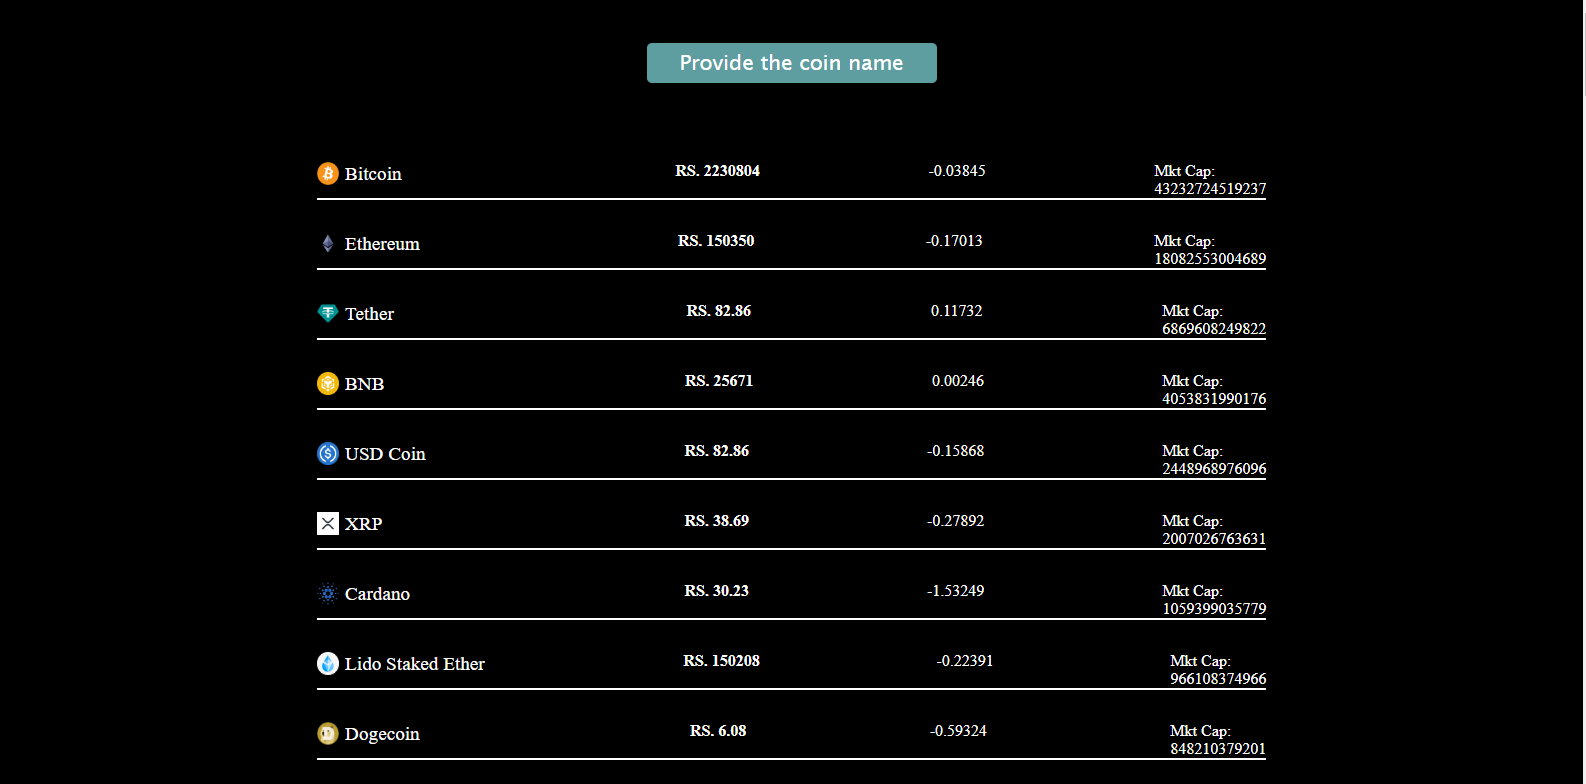 Provide the coin name
Bitcoin RS. 2230804 -0.03845 Mkt Cap:
43232724519237
Ethereum RS. 150350 -0.17013 Mkt Cap:
18082553004689
Tether RS. 82.86 0.11732 Mkt Cap:
6869608249822
BNB RS. 25671 0.00246 Mkt Cap:
4053831990176
USD Coin RS. 82.86 -0.15868 Mkt Cap:
2448968976096
XRP RS. 38.69 -0.27892 Mkt Cap:
2007026763631
Cardano RS. 30.23 -1.53249 Mkt Cap:
1059399035779
Lido Staked Ether RS. 150208 -0.22391 Mkt Cap:
966108374966
Dogecoin RS. 6.08 -0.59324 Mkt Cap:
848210379201